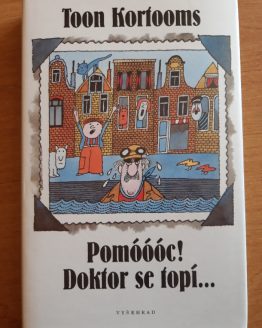 Toon Kortooms
Pomóóóc!
Doktor se topí...
VYŠEHRAD